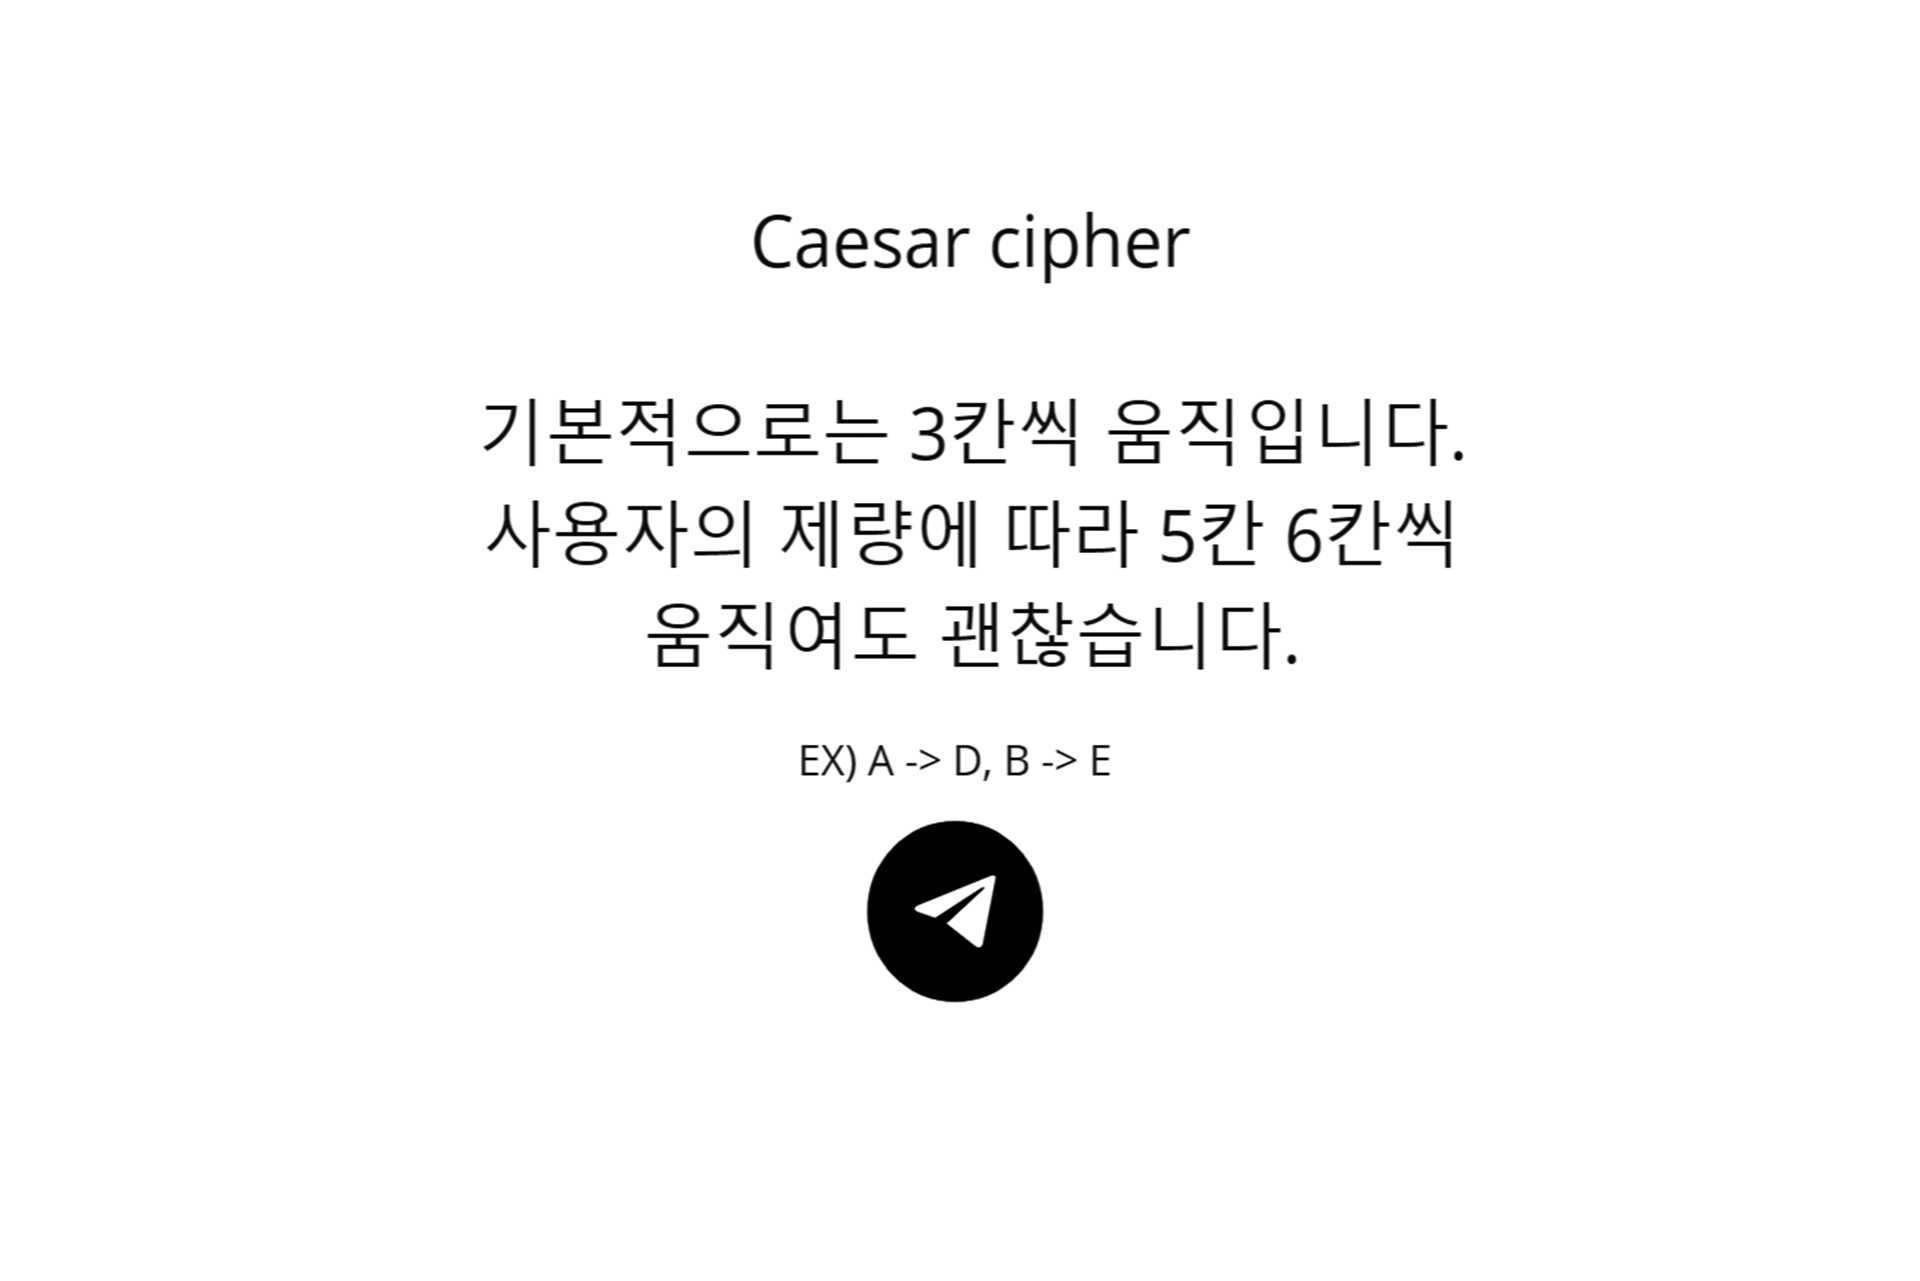 Caesar cipher
기본적으로는 3칸씩 움직입니다.
사용자의 제량에 따라 5칸 6칸씩
움직여도 괜찮습니다.
EX) A -> D, B -> E